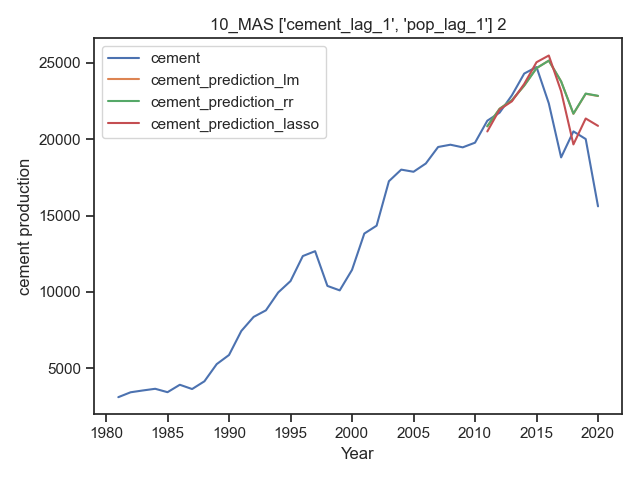 10_MAS ['cement_lag_1', 'pop_lag_1'] 2
cement
cement_prediction_lm
cement_prediction_rr
cement_prediction_lasso
25000
20000
15000
10000
5000
cement production
1980 1985 1990 1995 2000 2005 2010 2015 2020
Year